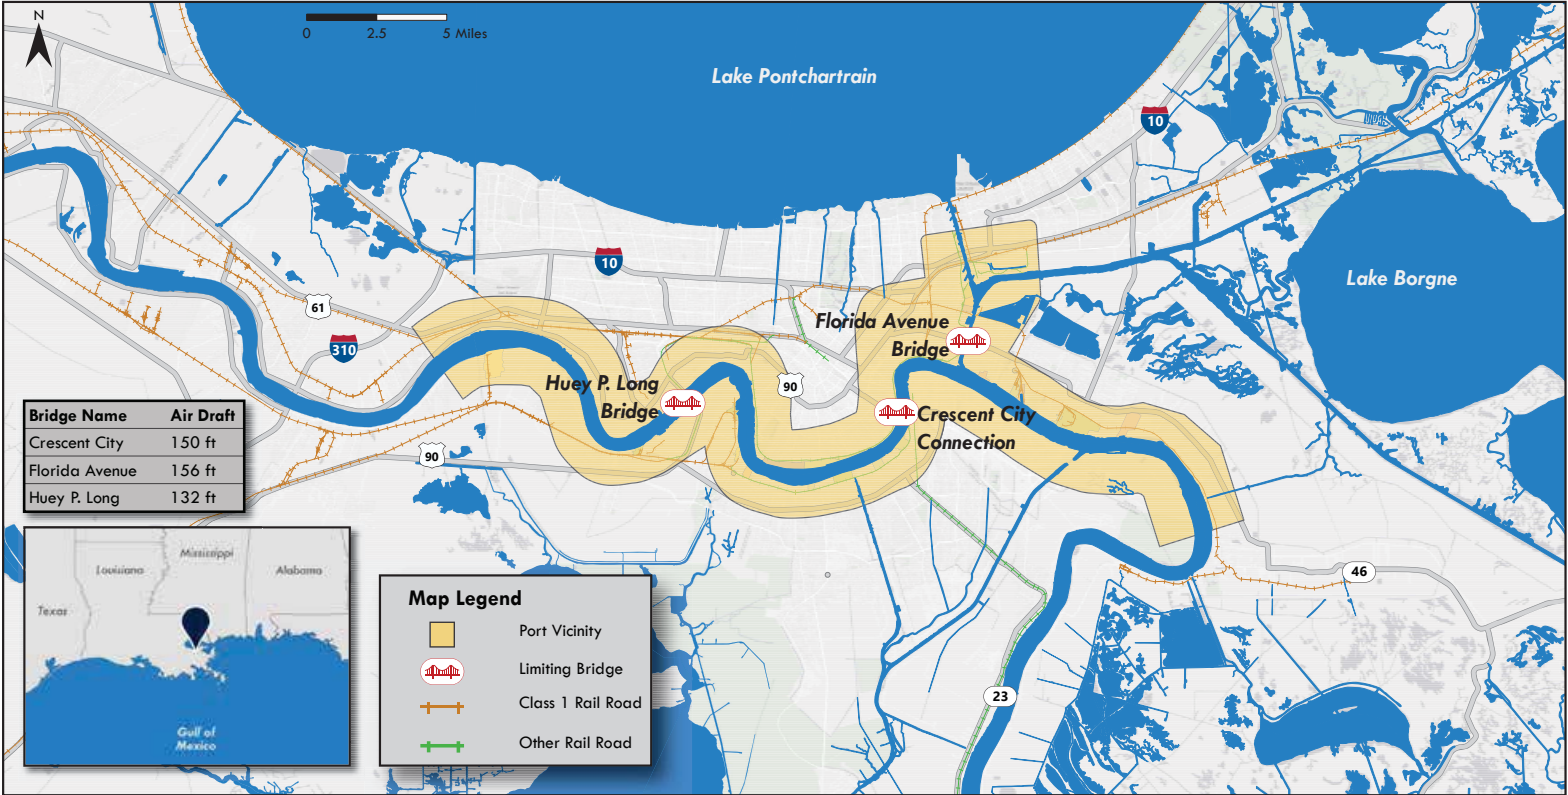 N
0 2.5 5 Miles
Lake Pontchartrain
10
Lake Borgne
10
61
310
Florida Avenue
Bridge
Huey P. Long
Bridge
90
Crescent City
Connection
90
Bridge Name Air Draft
Crescent City 150 ft
Florida Avenue 156 ft
Huey P. Long 132 ft
Mississippi
Louisiana
Alabama
Texas
Gulf of
Mexico
Map Legend
Port Vicinity
Limiting Bridge
Class 1 Rail Road
Other Rail Road
46
23